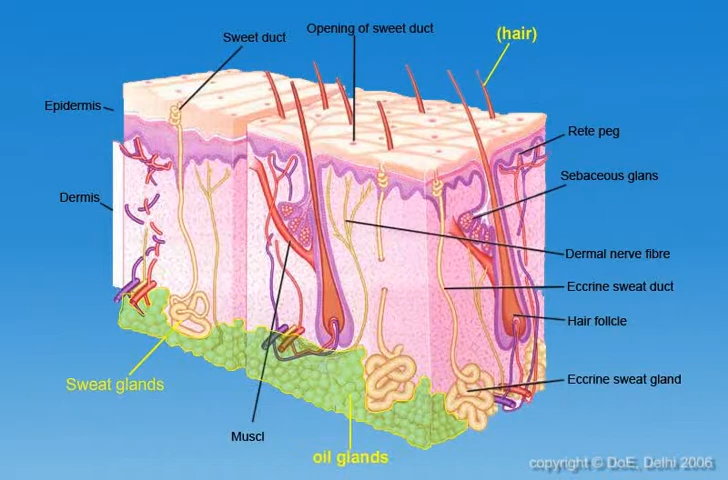 Opening of sweet duct
Sweet duct
(hair)
Epidermis
Rete peg
Sebaceous glans
Dermis
Dermal nerve fibre
Eccrine sweat duct
Hair follcle
Sweat glands
Eccrine sweat gland
Muscl
oil glands
copyright © DoE, Delhi 2006